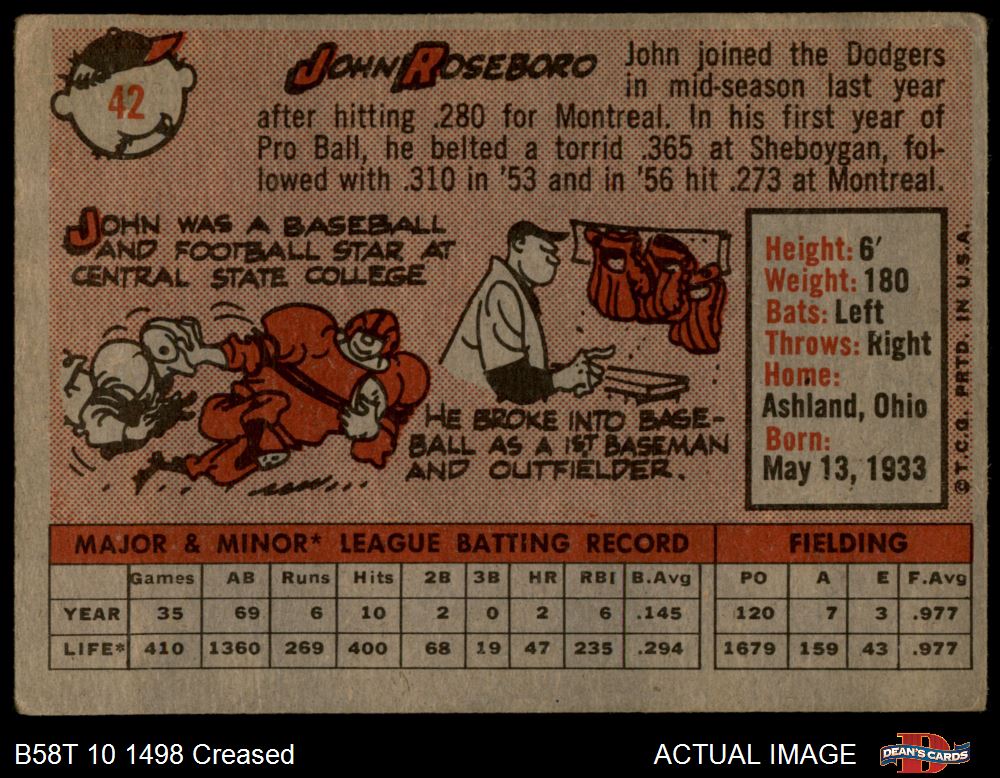 42
JOHN ROSEBORO
John joined the Dodgers
in mid-season last year
after hitting .280 for Montreal. In his first year of
Pro Ball, he belted a torrid .365 at Sheboygan, fol-
lowed with .310 in '53 and in '56 hit .273 at Montreal.
JOHN WAS A BASEBALL
AND FOOTBALL STAR AT
CENTRAL STATE COLLEGE
HE BROKE INTO BASE-
BALL AS A 1ST BASEMAN
AND OUTFIELDER.
Height: 6'
Weight: 180
Bats: Left
Throws: Right
Home:
Ashland, Ohio
Born:
May 13, 1933
© T.C.G. PRTD. IN U.S.A.
MAJOR & MINOR* LEAGUE BATTING RECORD FIELDING
Games AB Runs Hits 2B 3B HR RBI B.Avg PO A E F.Avg
YEAR 35 69 6 10 2 0 2 6 .145 120 7 3 .977
LIFE* 410 1360 269 400 68 19 47 235 .294 1679 159 43 .977
B58T 10 1498 Creased ACTUAL IMAGE DEAN'S CARDS